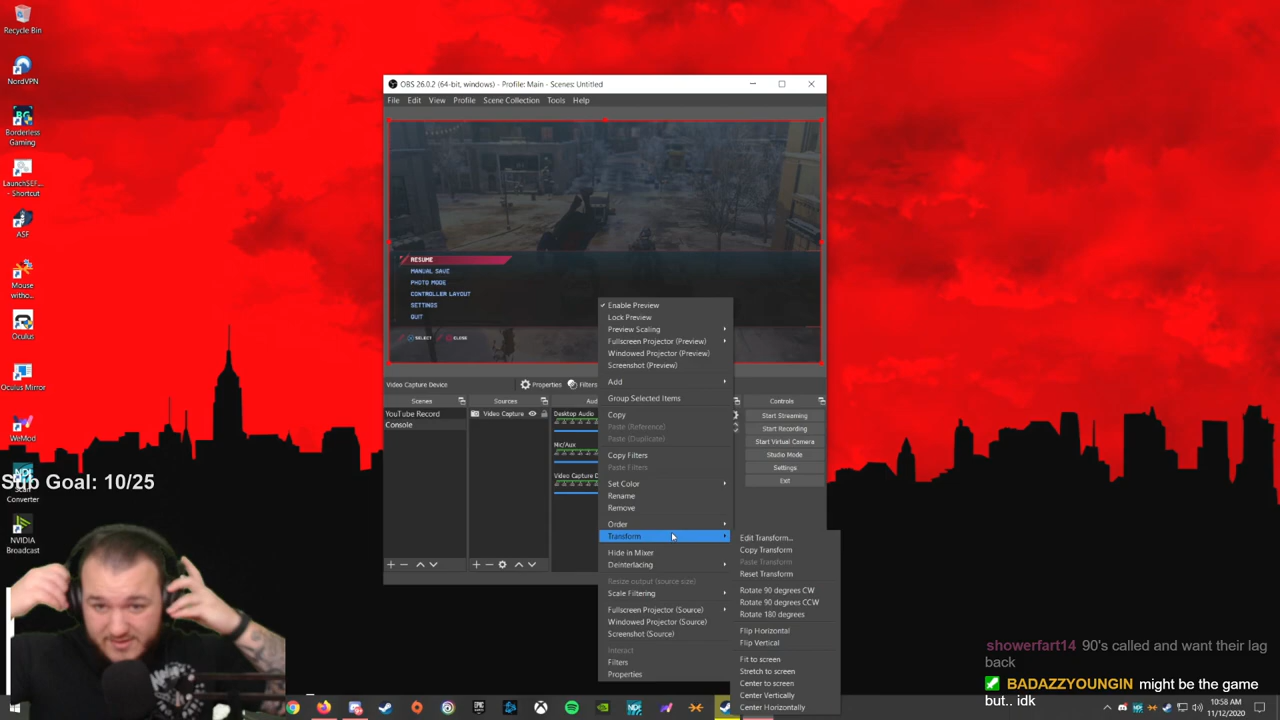 Recycle Bin
NordVPN
Borderless
Gaming
LaunchSEF...
- Shortcut
ASF
Mouse
witho...
Oculus
Oculus Mirror
WeMod
Sub Goal: 10/25
Scan
Converter
NVIDIA
Broadcast
OBS 26.0.2 (64-bit, windows) - Profile: Main - Scenes: Untitled
File Edit View Profile Scene Collection Tools Help
RESUME
MANUAL SAVE
PHOTO MODE
CONTROLLER LAYOUT
SETTINGS
QUIT
SELECT CLOSE
Video Capture Device
Properties
Filters
Scenes
Sources
YouTube Record
Console
Video Capture
Desktop Audio
Mic/Aux
Video Capture D
Controls
Start Streaming
Start Recording
Start Virtual Camera
Studio Mode
Settings
Exit
Enable Preview
Lock Preview
Preview Scaling
Fullscreen Projector (Preview)
Windowed Projector (Preview)
Screenshot (Preview)
Add
Group Selected Items
Copy
Paste (Reference)
Paste (Duplicate)
Copy Filters
Paste Filters
Set Color
Rename
Remove
Order
Transform
Hide in Mixer
Deinterlacing
Resize output (source size)
Scale Filtering
Fullscreen Projector (Source)
Windowed Projector (Source)
Screenshot (Source)
Interact
Filters
Properties
Edit Transform...
Copy Transform
Paste Transform
Reset Transform
Rotate 90 degrees CW
Rotate 90 degrees CCW
Rotate 180 degrees
Flip Horizontal
Flip Vertical
Fit to screen
Stretch to screen
Center to screen
Center Vertically
Center Horizontally
showerfart14 90's called and want their lag
back
BADAZZYOUNGIN might be the game
but.. idk
10:58 AM
11/12/2020